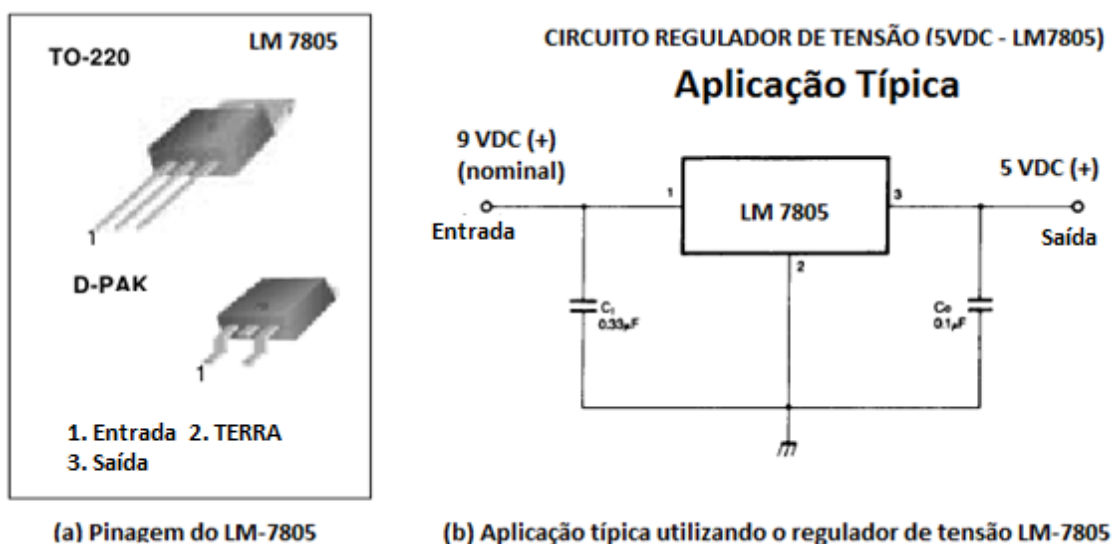 LM 7805
TO-220
1
D-PAK
1
1. Entrada 2. TERRA
3. Saída
(a) Pinagem do LM-7805
CIRCUITO REGULADOR DE TENSÃO (5VDC - LM7805)
Aplicação Típica
9 VDC (+)
(nominal)
Entrada
1
LM 7805
3
2
5 VDC (+)
Saída
C₁
0.33μF
Co
0.1μF
(b) Aplicação típica utilizando o regulador de tensão LM-7805